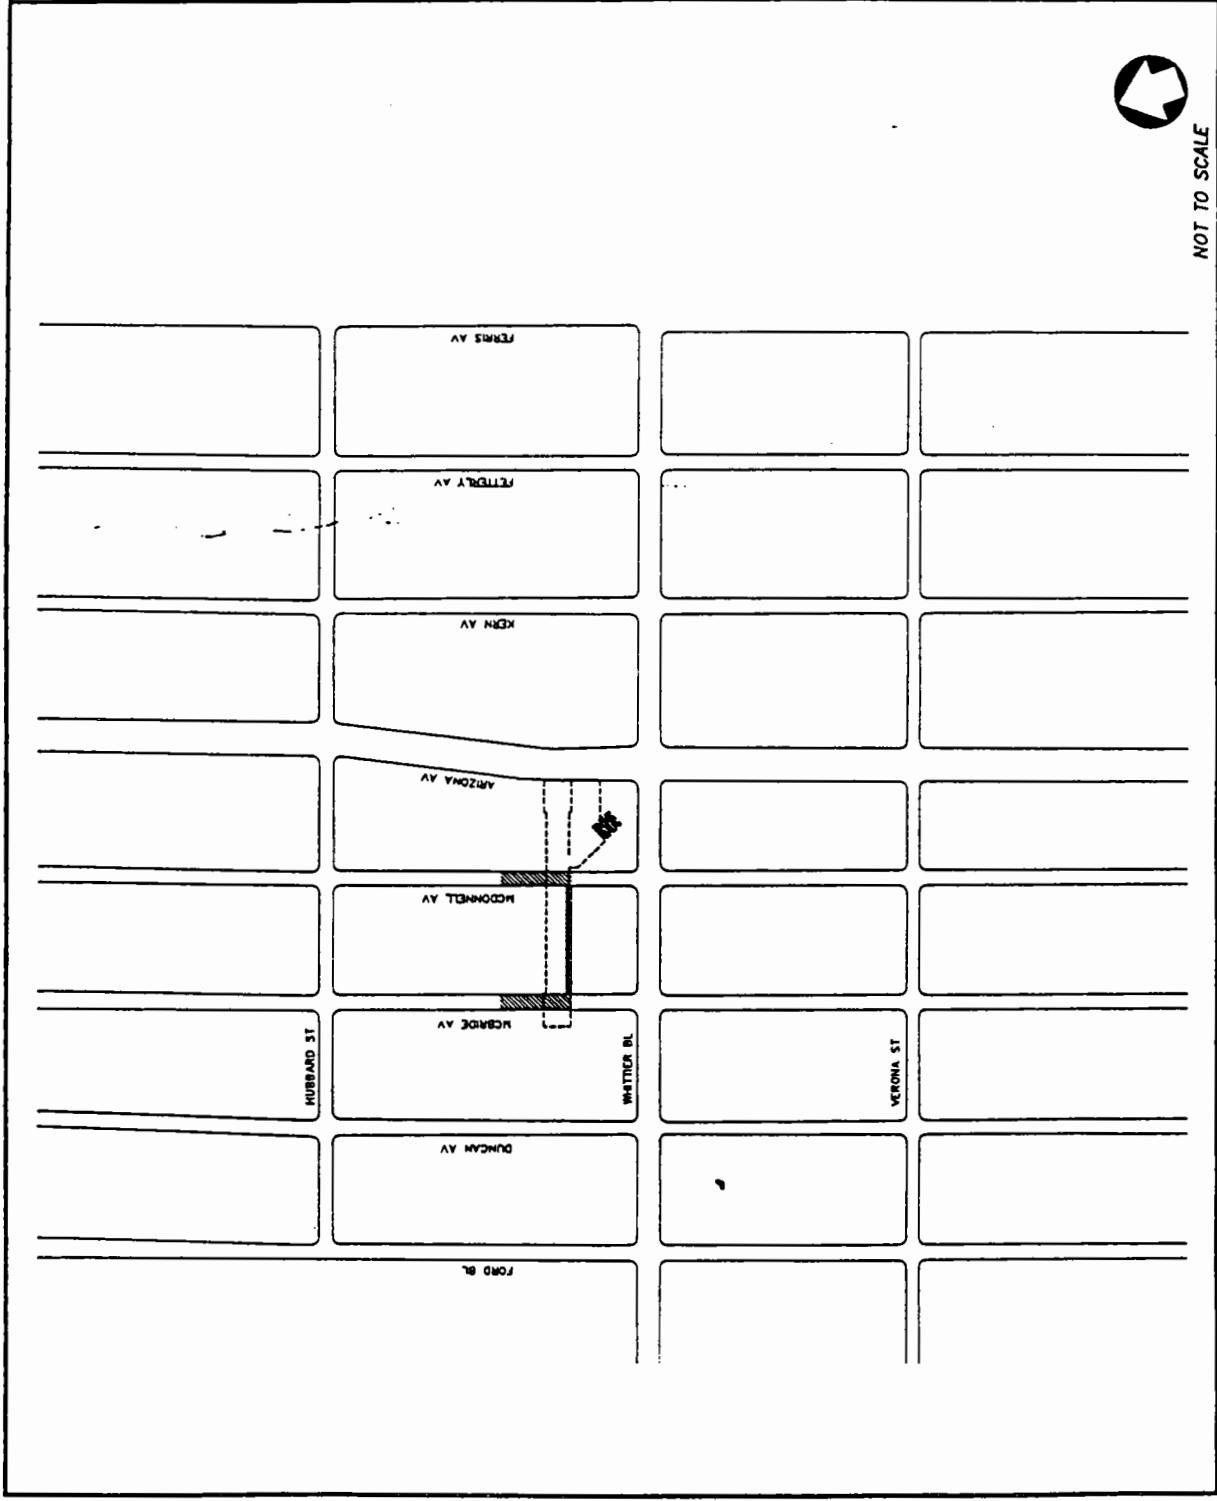 NOT TO SCALE
FERRIS AV
FETTERLY AV
KERN AV
ARIZONA AV
MCDONNELL AV
MCBRIDE AV
HUBBARD ST
WHITTIER BL
VERONA ST
DUNCAN AV
FORD BL